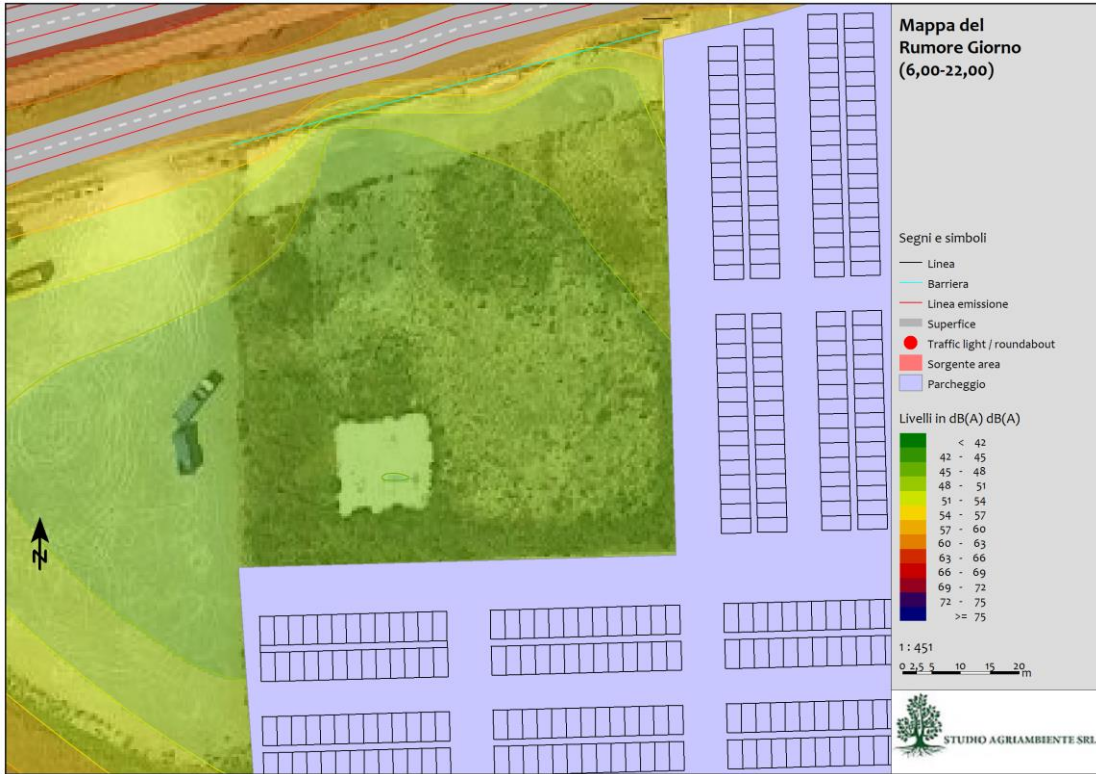 Mappa del
Rumore Giorno
(6,00-22,00)
Segni e simboli
Linea
Barriera
Linea emissione
Superfice
Traffic light / roundabout
Sorgente area
Parcheggio
Livelli in dB(A) dB(A)
< 42
42 - 45
45 - 48
48 - 51
51 - 54
54 - 57
57 - 60
60 - 63
63 - 66
66 - 69
69 - 72
72 - 75
>= 75
1 : 451
0 2,5 5 10 15 20
m
N
STUDIO AGRIAMBIENTE SRL